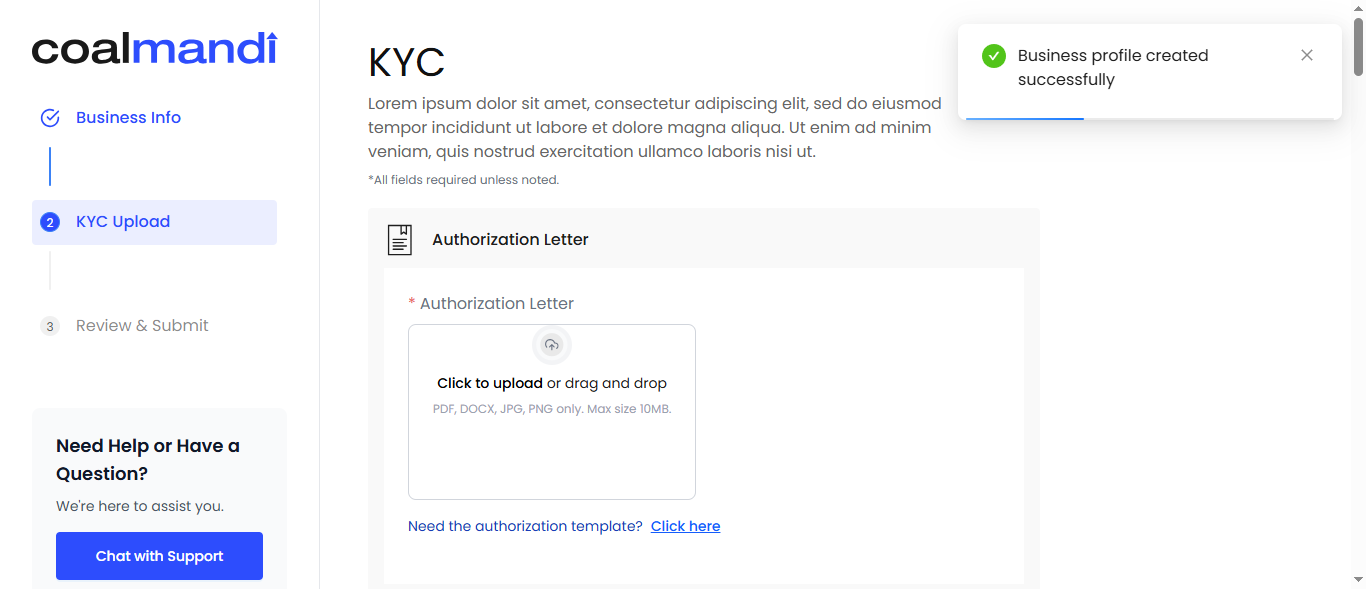 coalmandi
Business Info
2
KYC Upload
3
Review & Submit
Need Help or Have a
Question?
We're here to assist you.
Chat with Support
KYC
Lorem ipsum dolor sit amet, consectetur adipiscing elit, sed do eiusmod
tempor incididunt ut labore et dolore magna aliqua. Ut enim ad minim
veniam, quis nostrud exercitation ullamco laboris nisi ut.
*All fields required unless noted.
Authorization Letter
* Authorization Letter
Click to upload or drag and drop
PDF, DOCX, JPG, PNG only. Max size 10MB.
Need the authorization template? Click here
Business profile created
successfully